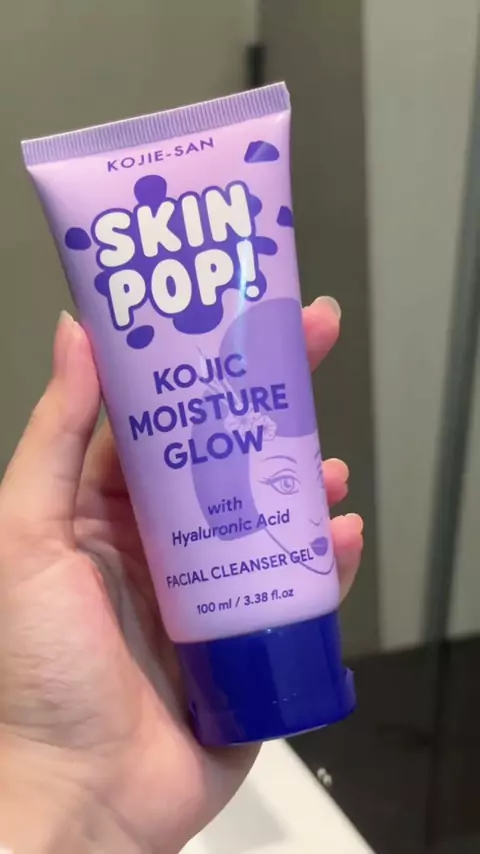 KOJIE-SAN
SKIN
POP!
KOJIC
MOISTURE
GLOW
with
Hyaluronic Acid
FACIAL CLEANSER GEL
100 ml / 3.38 fl.oz